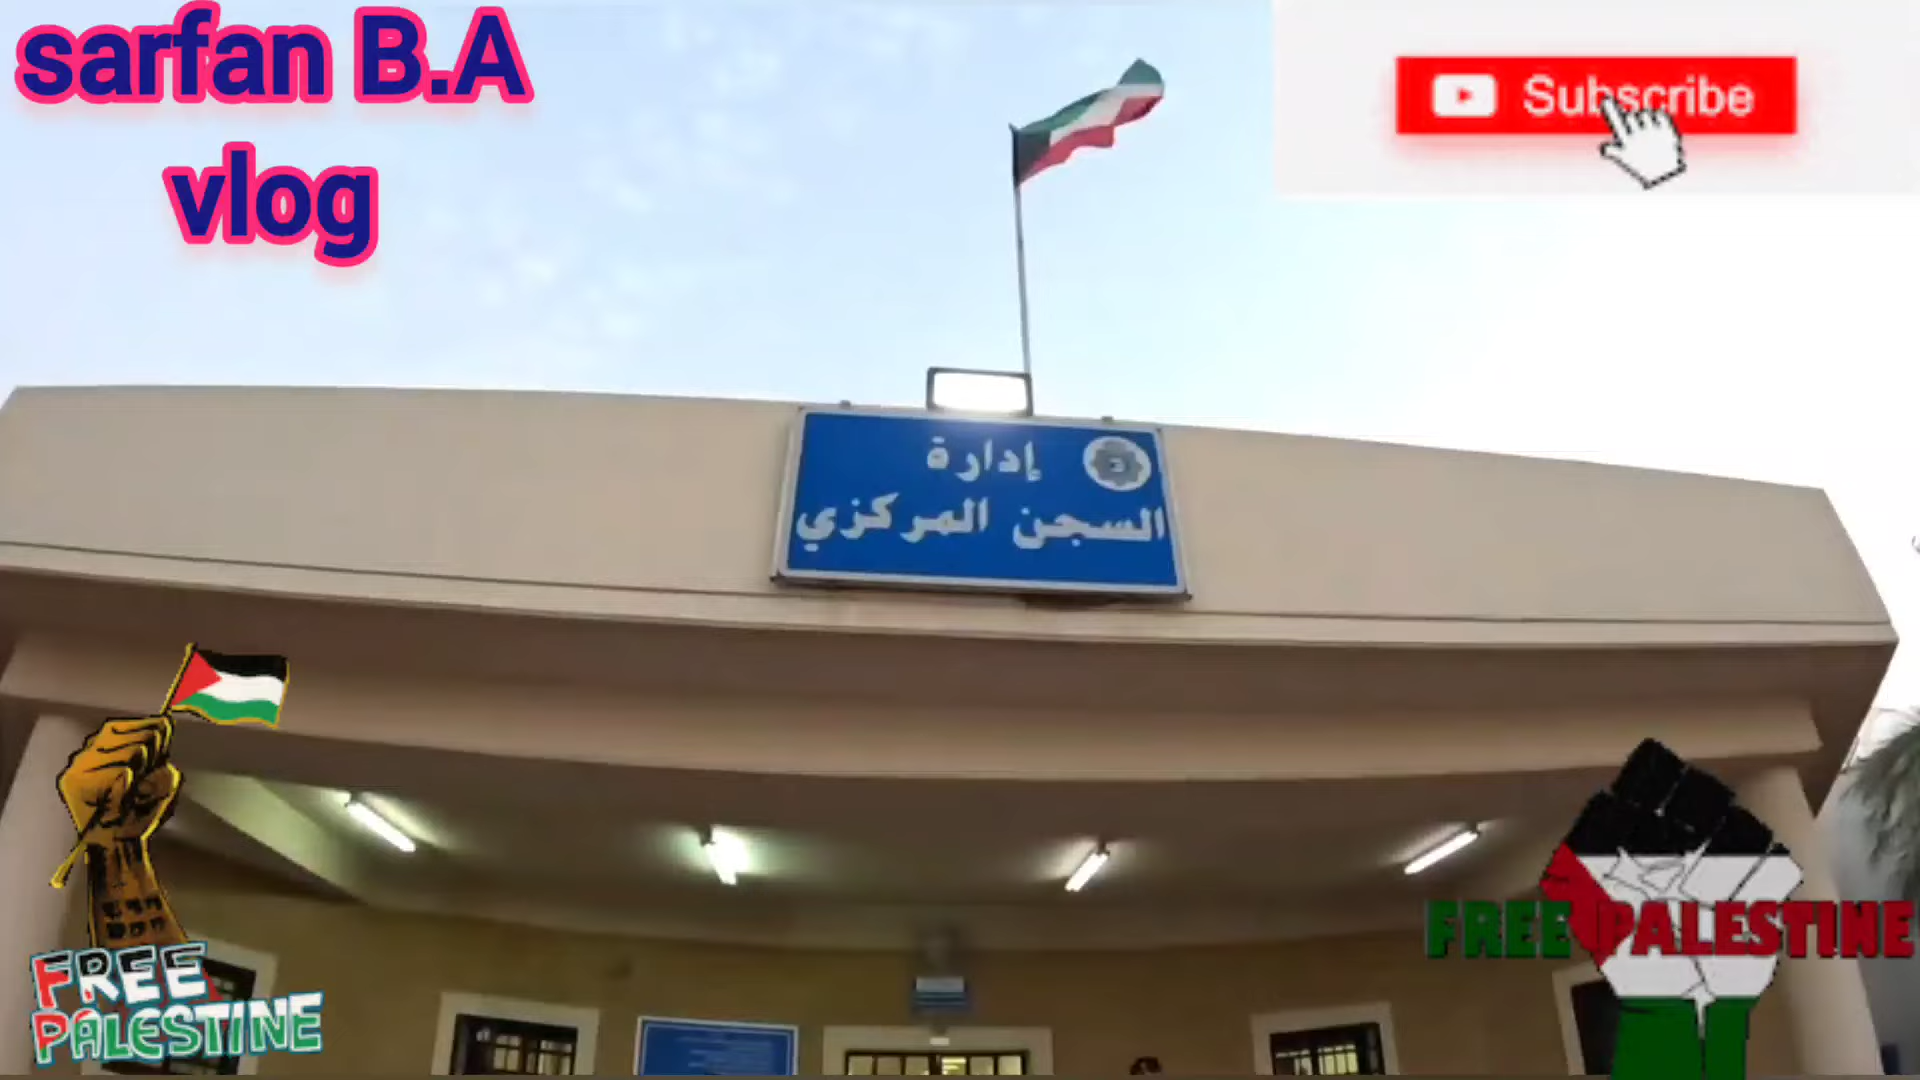 sarfan B.A
vlog
Subscribe
إدارة
السجن المركزي
FREE
PALESTINE
FREE PALESTINE